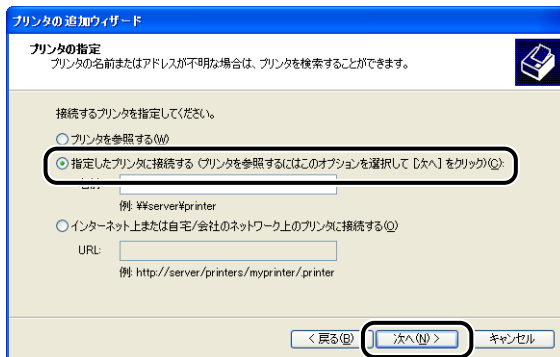 プリンタの追加ウィザード
プリンタの指定
プリンタの名前またはアドレスが不明な場合は、プリンタを検索することができます。
接続するプリンタを指定してください。
プリンタを参照する(W)
指定したプリンタに接続する (プリンタを参照するにはこのオプションを選択して [次へ] をクリック)(C):
例: ¥¥server¥printer
インターネット上または自宅/会社のネットワーク上のプリンタに接続する(O)
URL:
例: http://server/printers/myprinter/.printer
< 戻る(B)
次へ(N) >
キャンセル